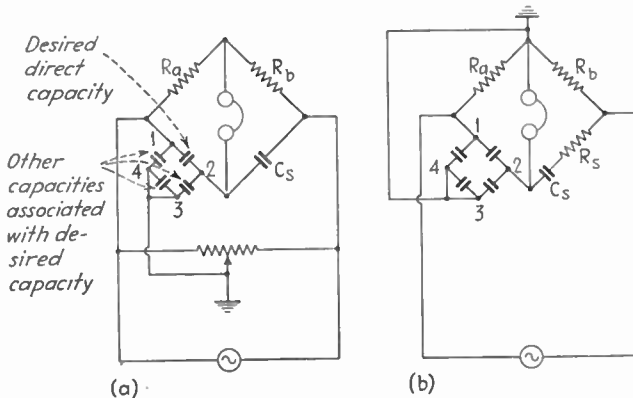 Desired
direct
capacity
Other
capacities
associated
with de-
sired
capacity
Ra
Rb
1
2
3
4
Cs
(a)
Ra
Rb
1
2
3
4
Rs
Cs
(b)